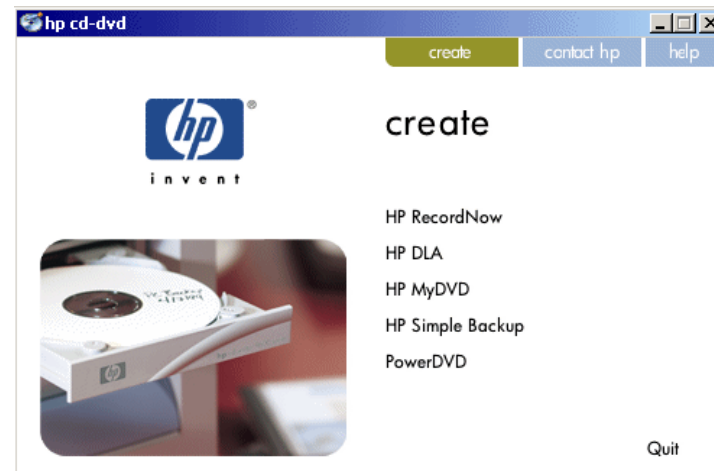 hp cd-dvd
create
contact hp
help
hp
®
invent
create
HP RecordNow
HP DLA
HP MyDVD
HP Simple Backup
PowerDVD
hp
Quit